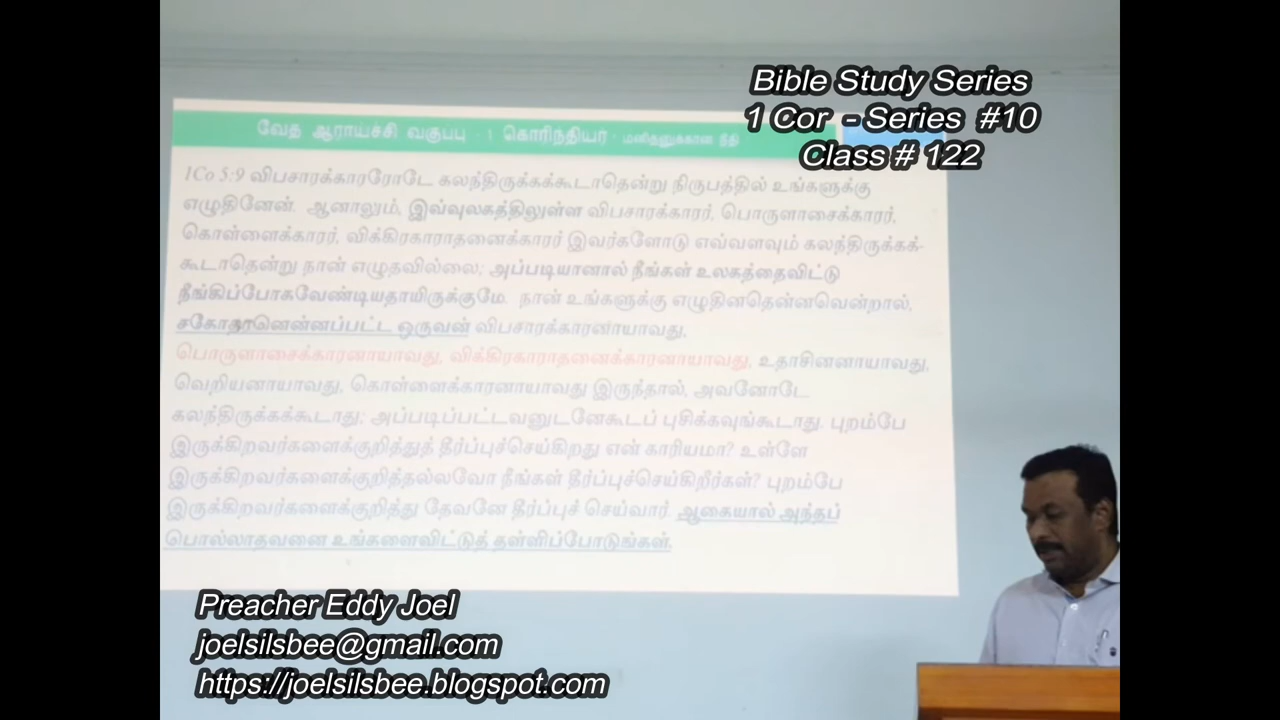 Bible Study Series
1 Cor - Series #10
Class # 122
வேத ஆராய்ச்சி வகுப்பு - 1 கொரிந்தியர் - மனிதனுக்கான நீதி
1Co 5:9 விபசாரக்காரரோடே கலந்திருக்கக்கூடாதென்று நிருபத்தில் உங்களுக்கு
எழுதினேன். ஆனாலும், இவ்வுலகத்திலுள்ள விபசாரக்காரர், பொருளாசைக்காரர்,
கொள்ளைக்காரர், விக்கிரகாராதனைக்காரர் இவர்களோடு எவ்வளவும் கலந்திருக்கக்-
கூடாதென்று நான் எழுதவில்லை; அப்படியானால் நீங்கள் உலகத்தைவிட்டு
நீங்கிப்போகவேண்டியதாயிருக்குமே. நான் உங்களுக்கு எழுதினதென்னவென்றால்,
சகோதரனென்னப்பட்ட ஒருவன் விபசாரக்காரனாயாவது,
பொருளாசைக்காரனாயாவது, விக்கிரகாராதனைக்காரனாயாவது, உதாசினனாயாவது,
வெறியனாயாவது, கொள்ளைக்காரனாயாவது இருந்தால், அவனோடே
கலந்திருக்கக்கூடாது; அப்படிப்பட்டவனுடனேகூடப் புசிக்கவுங்கூடாது. புறம்பே
இருக்கிறவர்களைக்குறித்துத் தீர்ப்புச்செய்கிறது என் காரியமா? உள்ளே
இருக்கிறவர்களைக்குறித்தல்லவோ நீங்கள் தீர்ப்புச்செய்கிறீர்கள்? புறம்பே
இருக்கிறவர்களைக்குறித்து தேவனே தீர்ப்புச் செய்வார். ஆகையால் அந்தப்
பொல்லாதவனை உங்களைவிட்டுத் தள்ளிப்போடுங்கள்.
Preacher Eddy Joel
joelsilsbee@gmail.com
https://joelsilsbee.blogspot.com